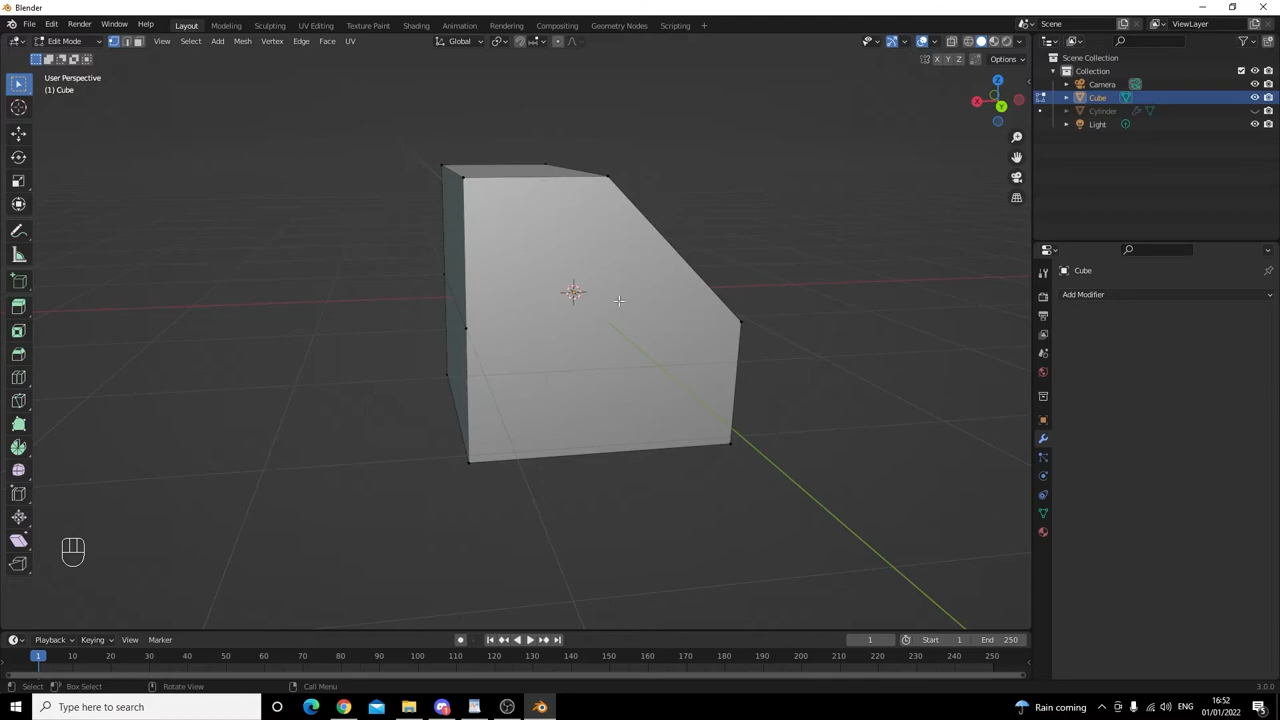 Blender
File Edit Render Window Help Layout Modeling Sculpting UV Editing Texture Paint Shading Animation Rendering Compositing Geometry Nodes Scripting + Scene ViewLayer
Edit Mode View Select Add Mesh Vertex Edge Face UV Global
X Y Z Options
User Perspective
(1) Cube
Z
X
Y
Scene Collection
Collection
Camera
Cube
Cylinder
Light
Cube
Add Modifier
Playback Keying View Marker 1 Start 1 End 250
1 10 20 30 40 50 60 70 80 90 100 110 120 130 140 150 160 170 180 190 200 210 220 230 240 250
Select Box Select Rotate View Call Menu 3.0.0
Type here to search Rain coming ENG 16:52
01/01/2022